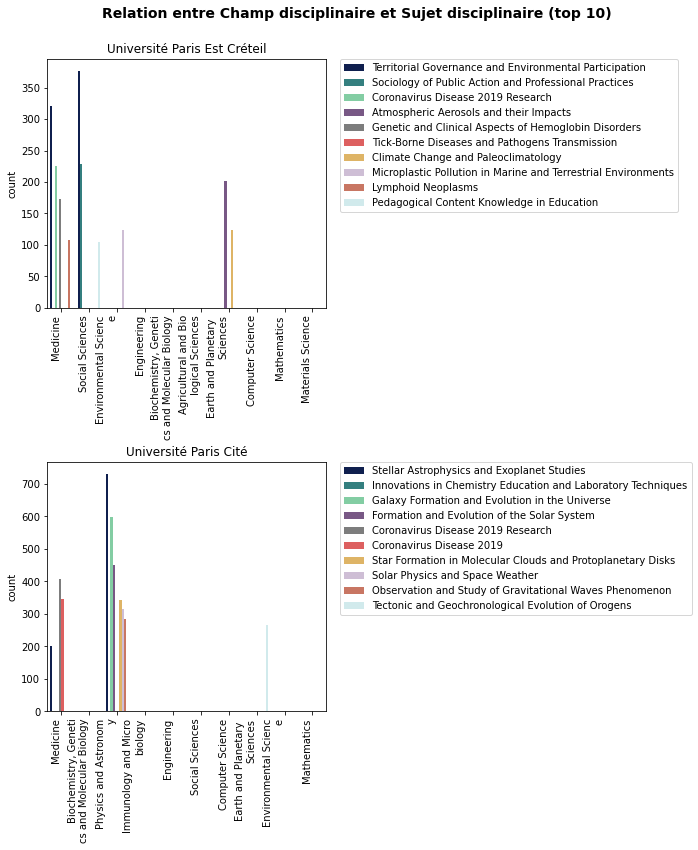 Relation entre Champ disciplinaire et Sujet disciplinaire (top 10)
Université Paris Est Créteil
350
300
250
200
150
100
50
0
count
Medicine
Social Sciences
Environmental Scienc
e
Engineering
Biochemistry, Geneti
cs and Molecular Biology
Agricultural and Bio
logical Sciences
Earth and Planetary
Sciences
Computer Science
Mathematics
Materials Science
Territorial Governance and Environmental Participation
Sociology of Public Action and Professional Practices
Coronavirus Disease 2019 Research
Atmospheric Aerosols and their Impacts
Genetic and Clinical Aspects of Hemoglobin Disorders
Tick-Borne Diseases and Pathogens Transmission
Climate Change and Paleoclimatology
Microplastic Pollution in Marine and Terrestrial Environments
Lymphoid Neoplasms
Pedagogical Content Knowledge in Education
Université Paris Cité
700
600
500
400
300
200
100
0
count
Medicine
Biochemistry, Geneti
cs and Molecular Biology
Physics and Astronom
y
Immunology and Micro
biology
Engineering
Social Sciences
Computer Science
Earth and Planetary
Sciences
Environmental Scienc
e
Mathematics
Stellar Astrophysics and Exoplanet Studies
Innovations in Chemistry Education and Laboratory Techniques
Galaxy Formation and Evolution in the Universe
Formation and Evolution of the Solar System
Coronavirus Disease 2019 Research
Coronavirus Disease 2019
Star Formation in Molecular Clouds and Protoplanetary Disks
Solar Physics and Space Weather
Observation and Study of Gravitational Waves Phenomenon
Tectonic and Geochronological Evolution of Orogens